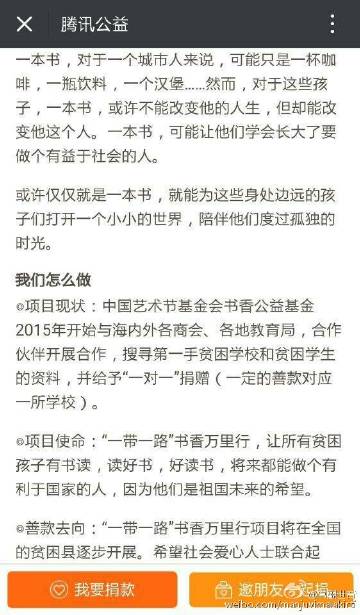 腾讯公益
一本书，对于一个城市人来说，可能只是一杯咖
啡，一瓶饮料，一个汉堡……然而，对于这些孩
子，一本书，或许不能改变他的人生，但却能改
变他这个人。一本书，可能让他们学会长大了要
做个有益于社会的人。
或许仅仅就是一本书，就能为这些身处边远的孩
子们打开一个小小的世界，陪伴他们度过孤独的
时光。
我们怎么做
◎项目现状：中国艺术节基金会书香公益基金
2015年开始与海内外各商会、各地教育局，合作
伙伴开展合作，搜寻第一手贫困学校和贫困学生
的资料，并给予“一对一”捐赠（一定的善款对应
一所学校）。
◎项目使命：“一带一路”书香万里行，让所有贫困
孩子有书读，读好书，好读书，将来都能做个有
利于国家的人，因为他们是祖国未来的希望。
◎善款去向：“一带一路”书香万里行项目将在全国
的贫困县逐步开展。希望社会爱心人士联合起
我要捐款
邀朋友一起捐